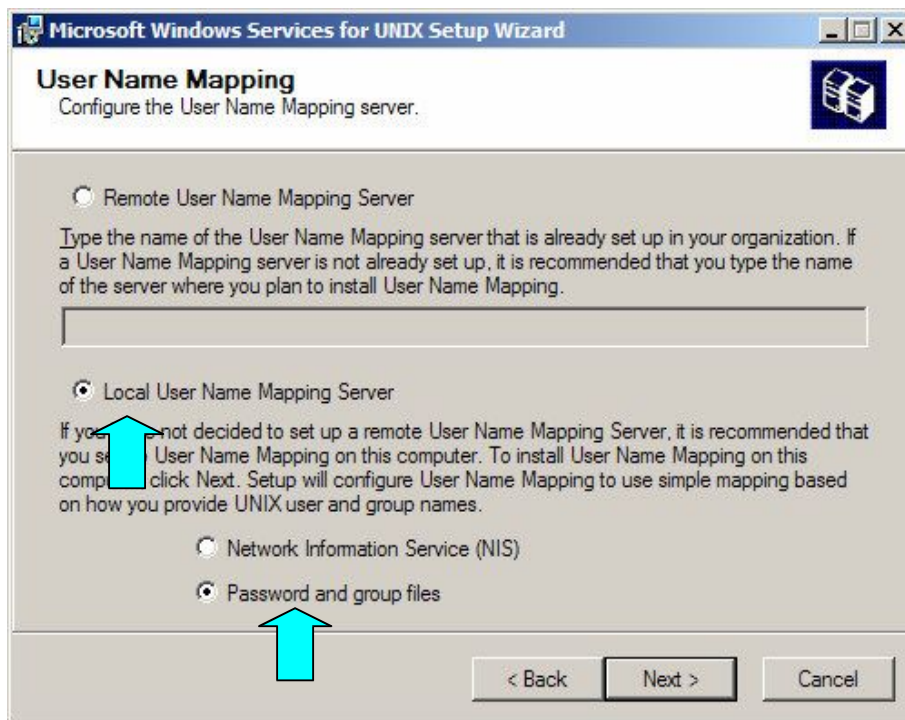 Microsoft Windows Services for UNIX Setup Wizard
User Name Mapping
Configure the User Name Mapping server.
Remote User Name Mapping Server
Type the name of the User Name Mapping server that is already set up in your organization. If
a User Name Mapping server is not already set up, it is recommended that you type the name
of the server where you plan to install User Name Mapping.
Local User Name Mapping Server
If you not decided to set up a remote User Name Mapping Server, it is recommended that
you User Name Mapping on this computer. To install User Name Mapping on this
click Next. Setup will configure User Name Mapping to use simple mapping based
on how you provide UNIX user and group names.
Network Information Service (NIS)
Password and group files
< Back
Next >
Cancel